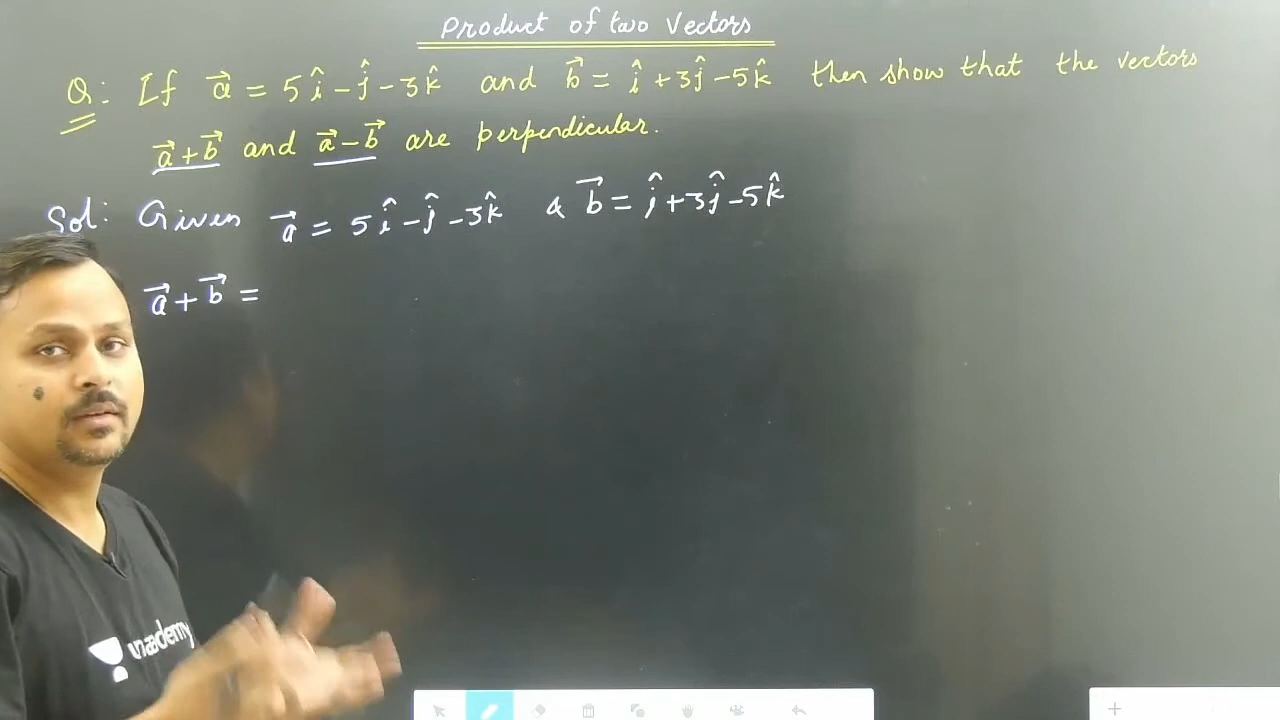 Product of two Vectors
Q: If a⃗ = 5î - ĵ - 3k̂ and b⃗ = î + 3ĵ - 5k̂ then show that the vectors
a⃗ + b⃗ and a⃗ - b⃗ are perpendicular.
Sol: Given a⃗ = 5î - ĵ - 3k̂ & b⃗ = ĵ + 3ĵ - 5k̂
a⃗ + b⃗ =
unacademy